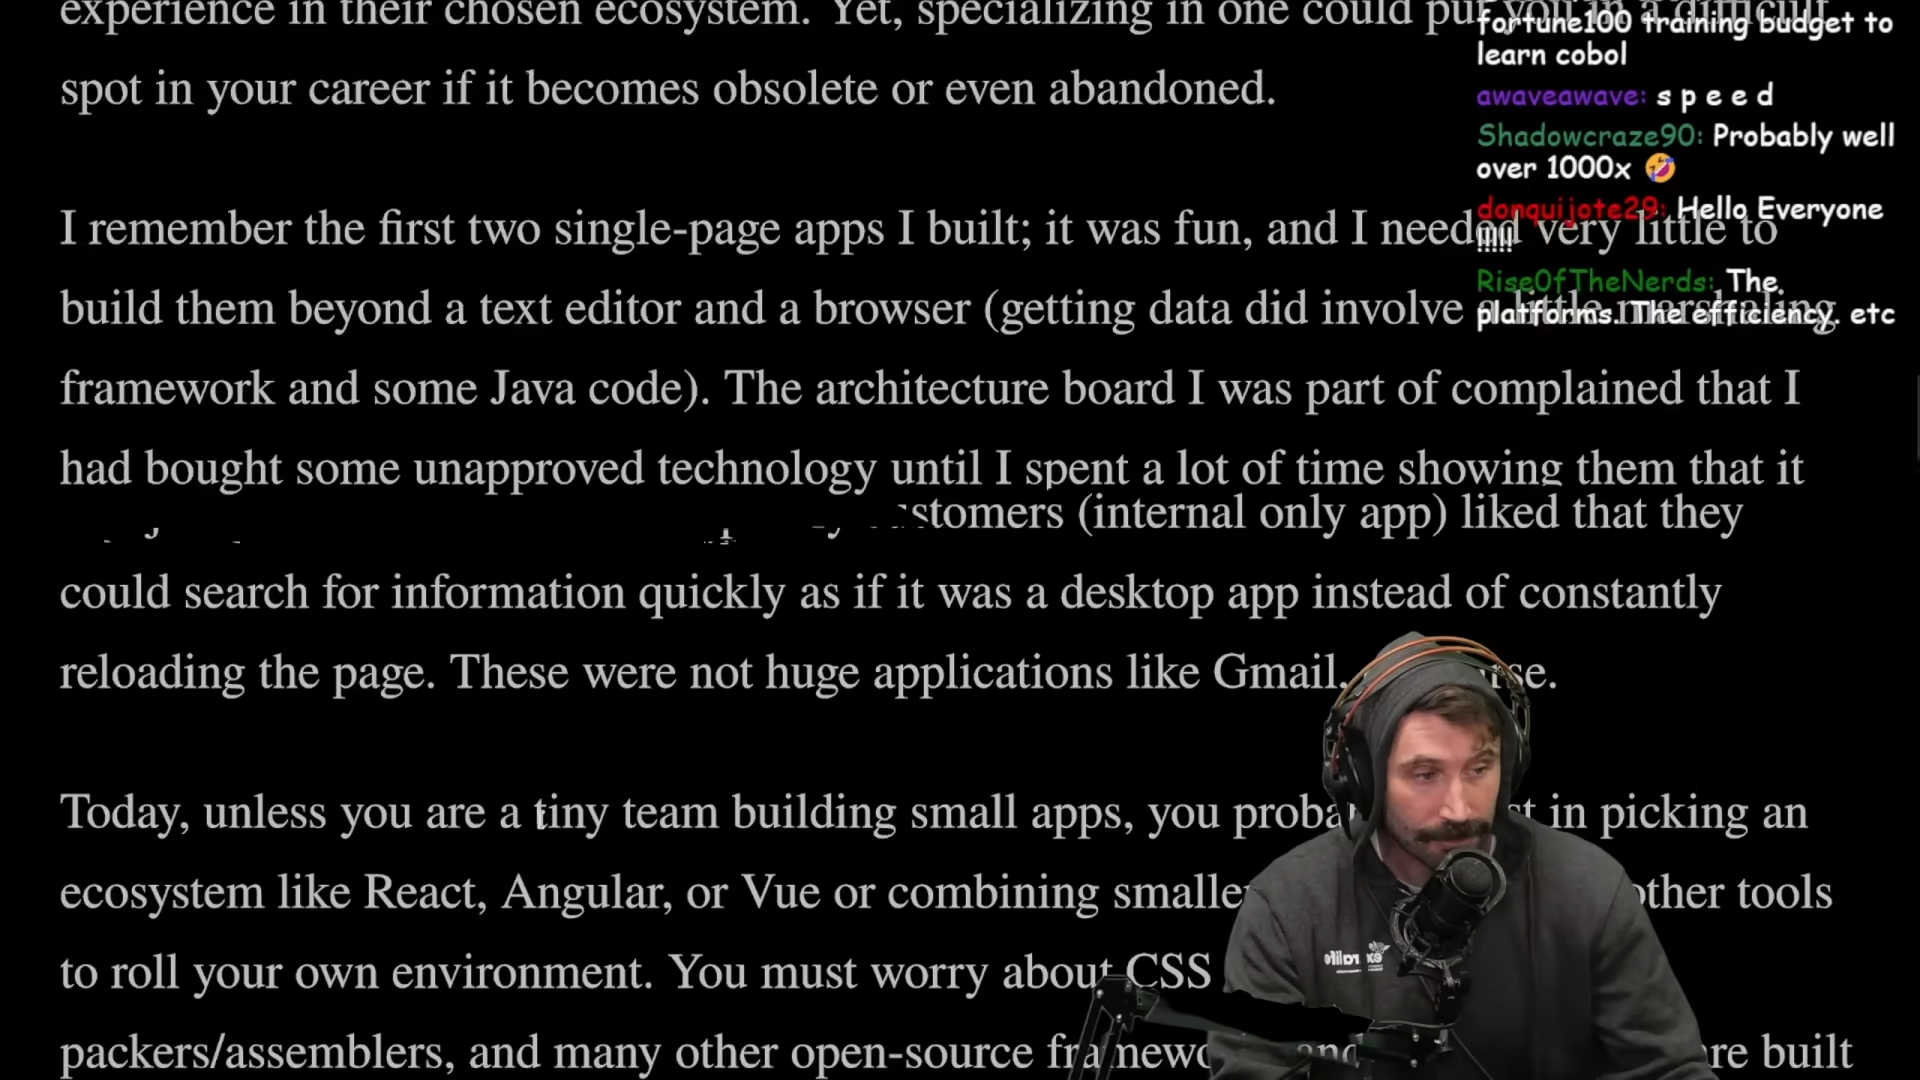 experience in their chosen ecosystem. Yet, specializing in one could put you in a difficult
spot in your career if it becomes obsolete or even abandoned.
I remember the first two single-page apps I built; it was fun, and I needed very little to
build them beyond a text editor and a browser (getting data did involve a little marshaling
framework and some Java code). The architecture board I was part of complained that I
had bought some unapproved technology until I spent a lot of time showing them that it
(internal only app) liked that they
could search for information quickly as if it was a desktop app instead of constantly
reloading the page. These were not huge applications like Gmail,
Today, unless you are a tiny team building small apps, you in picking an
ecosystem like React, Angular, or Vue or combining other tools
to roll your own environment. You must worry about CSS
packers/assemblers, and many other open-source built
fortune100 training budget to
learn cobol
awaveawave: s p e e d
Shadowcraze90: Probably well
over 1000x 🤣
donquijote29: Hello Everyone
!!!!!
RiseOfTheNerds: The.
platforms. The efficiency. etc